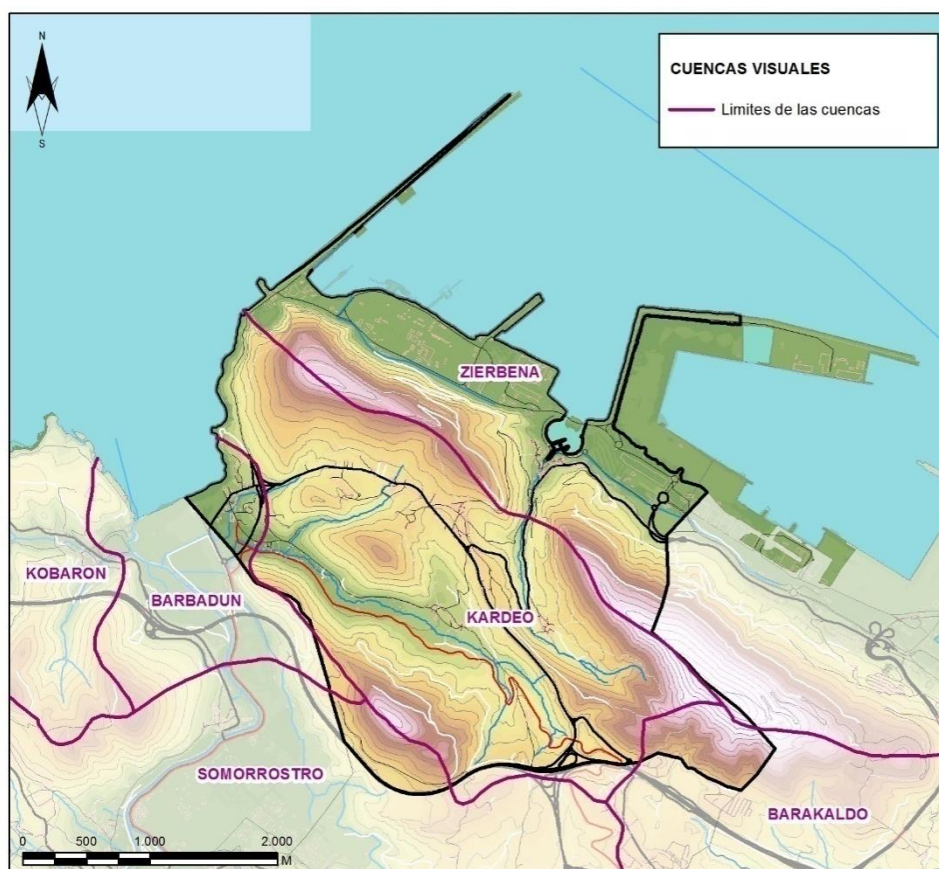 N
S
CUENCAS VISUALES
Limites de las cuencas
ZIERBENA
KOBARON
BARBADUN
KARDEO
SOMORROSTRO
BARAKALDO
0 500 1.000 2.000
M